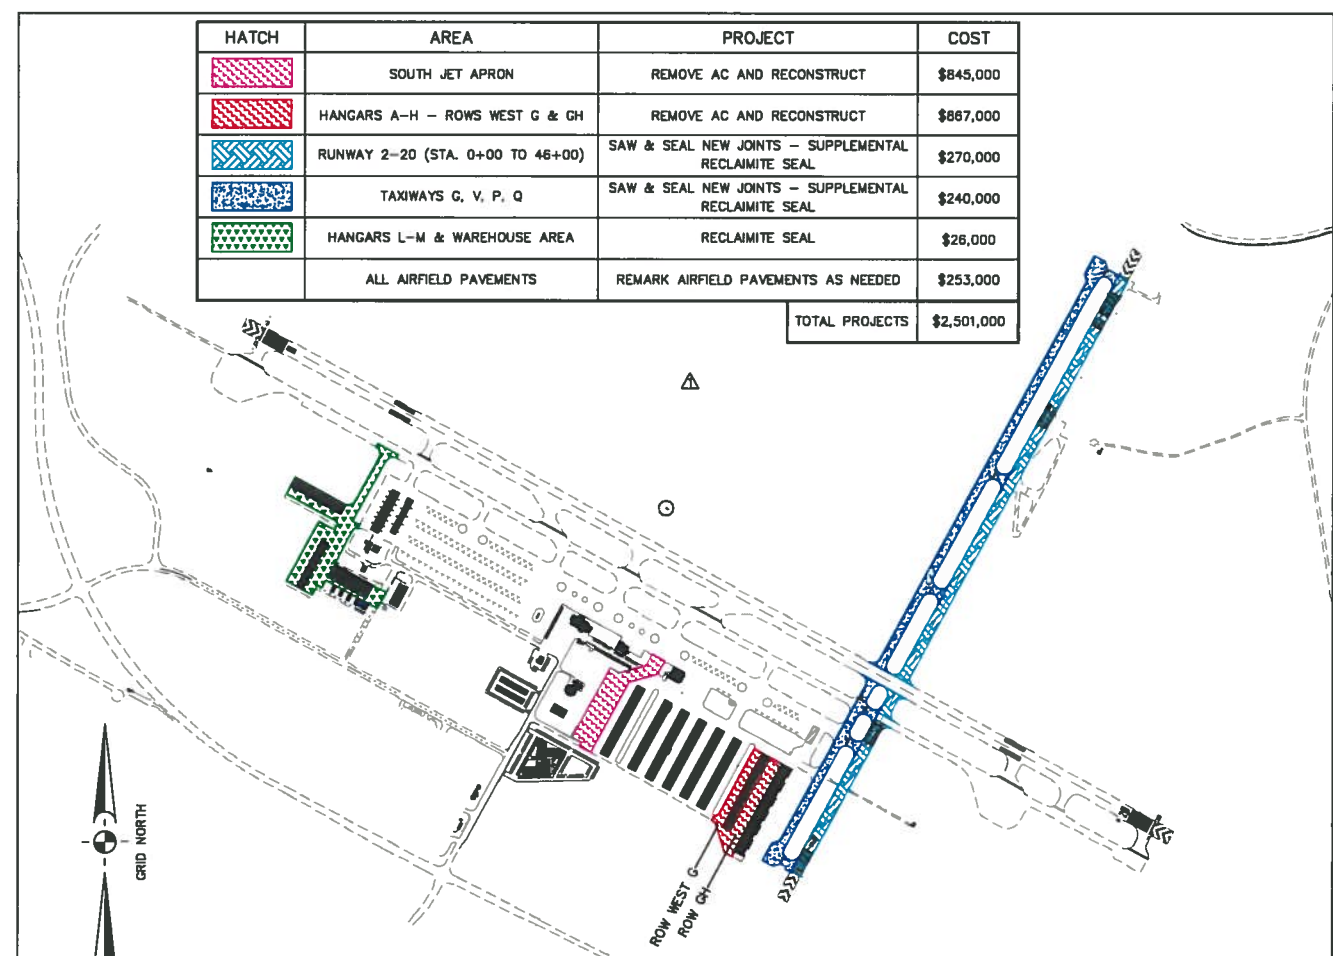 HATCH AREA PROJECT COST
SOUTH JET APRON REMOVE AC AND RECONSTRUCT $845,000
HANGARS A-H - ROWS WEST G & GH REMOVE AC AND RECONSTRUCT $867,000
RUNWAY 2-20 (STA. 0+00 TO 46+00) SAW & SEAL NEW JOINTS - SUPPLEMENTAL
RECLAIMITE SEAL $270,000
TAXIWAYS G, V, P, Q SAW & SEAL NEW JOINTS - SUPPLEMENTAL
RECLAIMITE SEAL $240,000
HANGARS L-M & WAREHOUSE AREA RECLAIMITE SEAL $26,000
ALL AIRFIELD PAVEMENTS REMARK AIRFIELD PAVEMENTS AS NEEDED $253,000
TOTAL PROJECTS $2,501,000
GRID NORTH
ROW WEST G
ROW GH